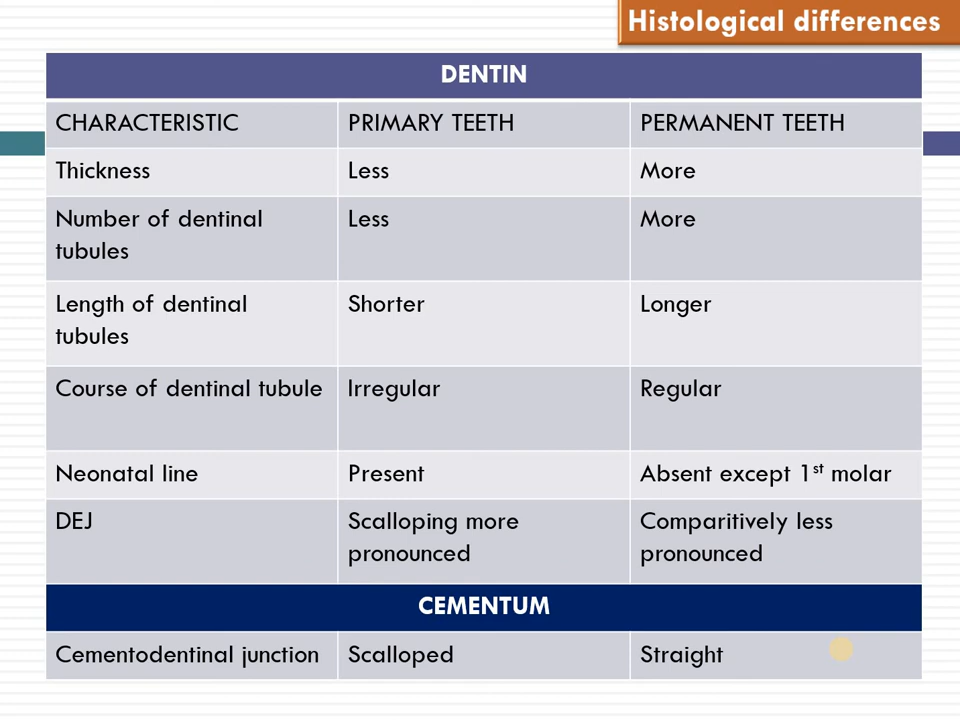 Histological differences
DENTIN
CHARACTERISTIC PRIMARY TEETH PERMANENT TEETH
Thickness Less More
Number of dentinal Less More
tubules
Length of dentinal Shorter Longer
tubules
Course of dentinal tubule Irregular Regular
Neonatal line Present Absent except 1st molar
DEJ Scalloping more Comparitively less
pronounced pronounced
CEMENTUM
Cementodentinal junction Scalloped Straight